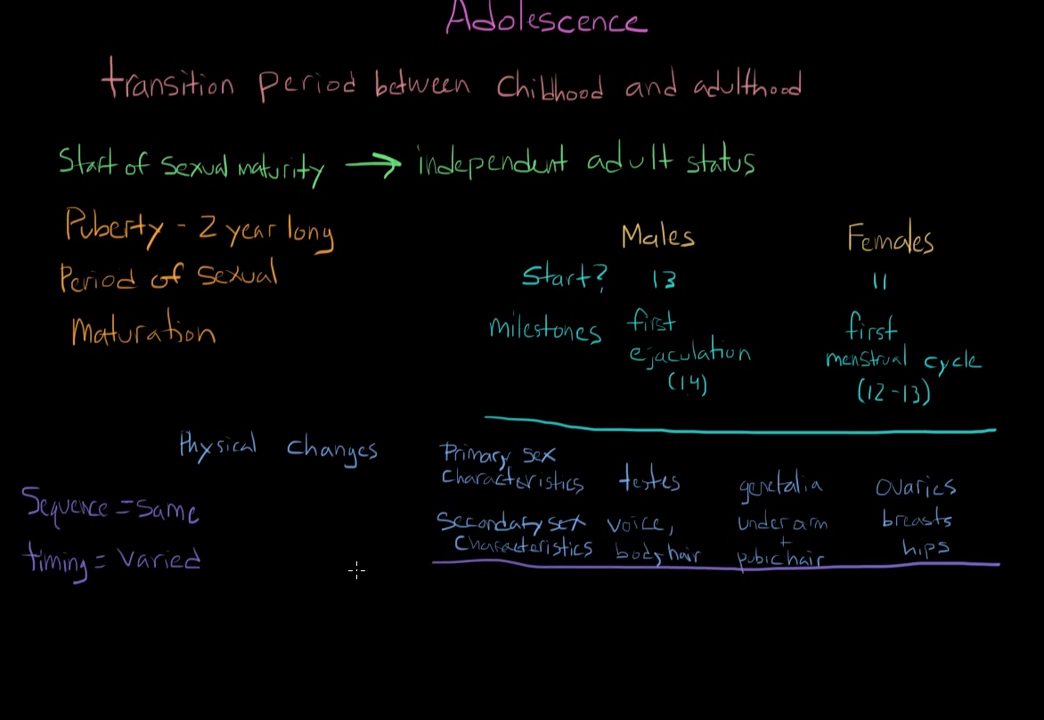 Adolescence
transition period between childhood and adulthood
Start of sexual maturity → independent adult status
Puberty - 2 year long
Period of sexual
Maturation
Males Females
Start? 13 11
milestones first ejaculation (14) first menstrual cycle (12-13)
Physical changes
Primary sex characteristics testes genetalia ovaries
Secondary sex characteristics voice, body hair underarm + pubic hair breasts hips
Sequence = same
timing = varied